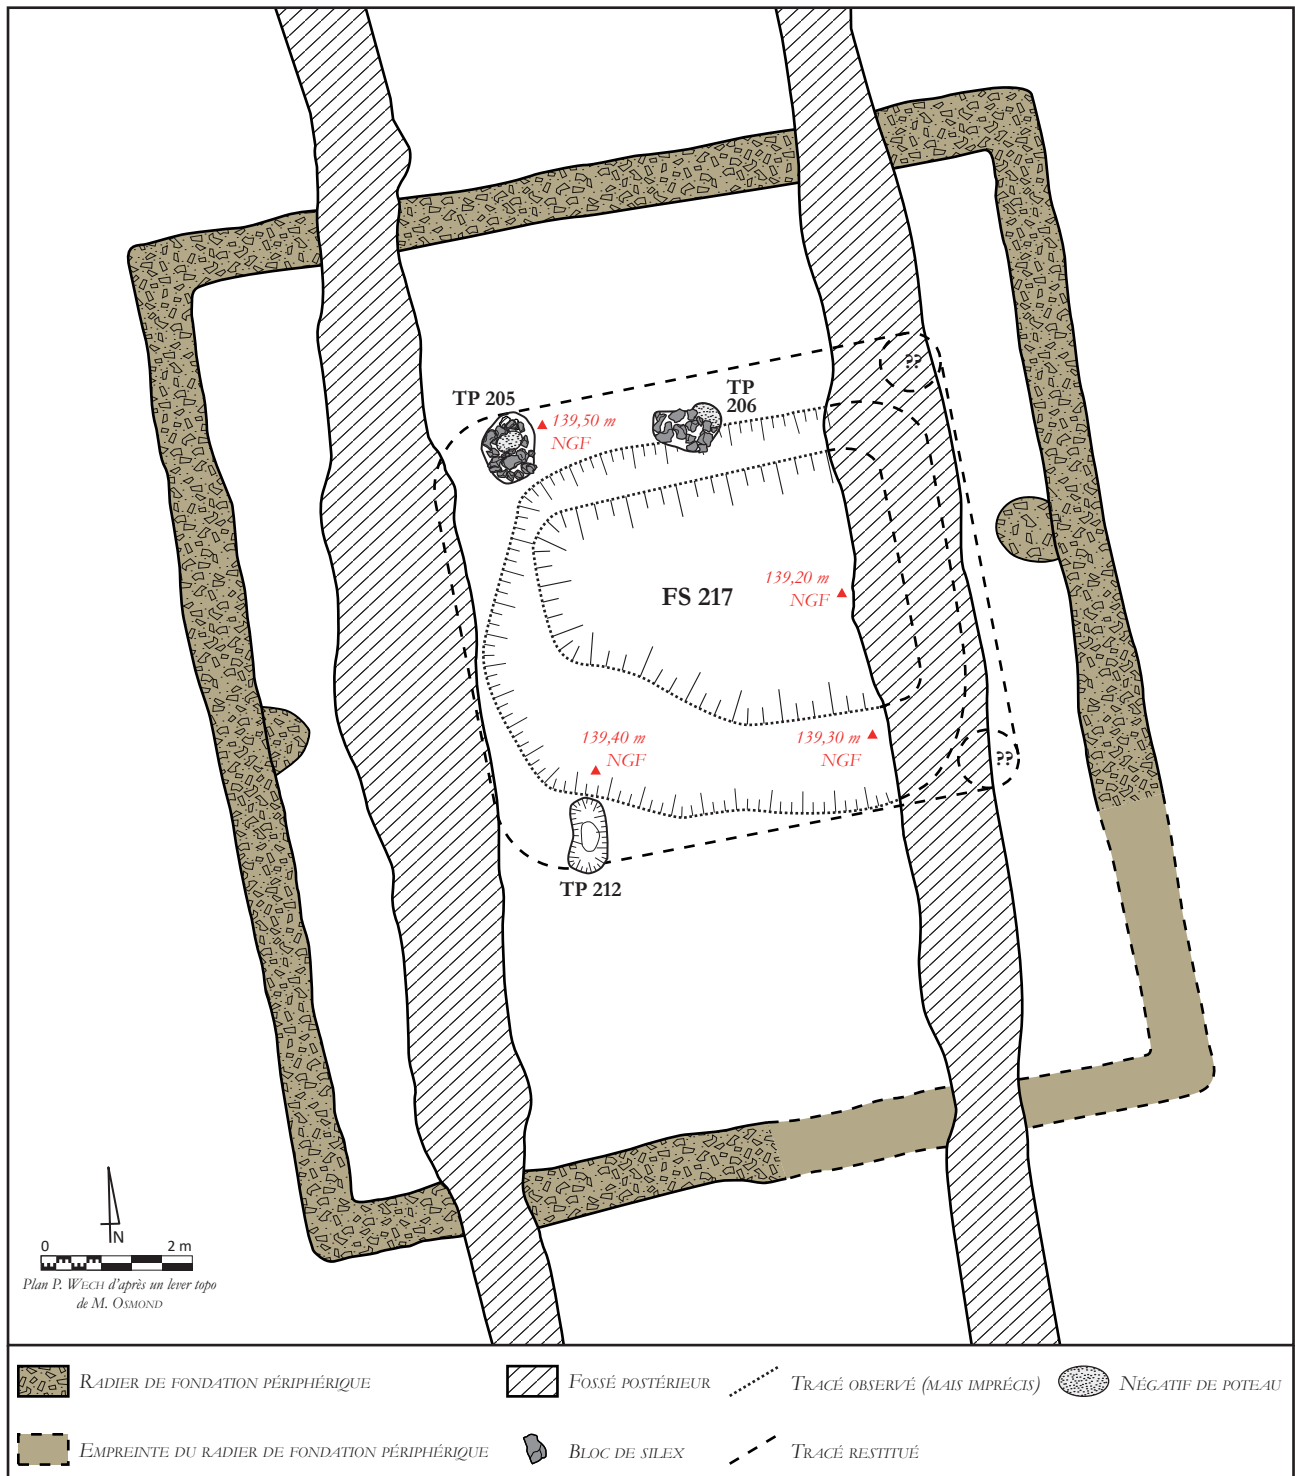 ??
TP 205
TP
206
139,50 m
NGF
139,20 m
NGF
FS 217
139,40 m
NGF
139,30 m
NGF
??
TP 212
N
0 2 m
Plan P. WECH d'après un lever topo
de M. OSMOND
RADIER DE FONDATION PÉRIPHÉRIQUE
FOSSÉ POSTÉRIEUR
TRACÉ OBSERVÉ (MAIS IMPRÉCIS)
NÉGATIF DE POTEAU
EMPREINTE DU RADIER DE FONDATION PÉRIPHÉRIQUE
BLOC DE SILEX
TRACÉ RESTITUÉ